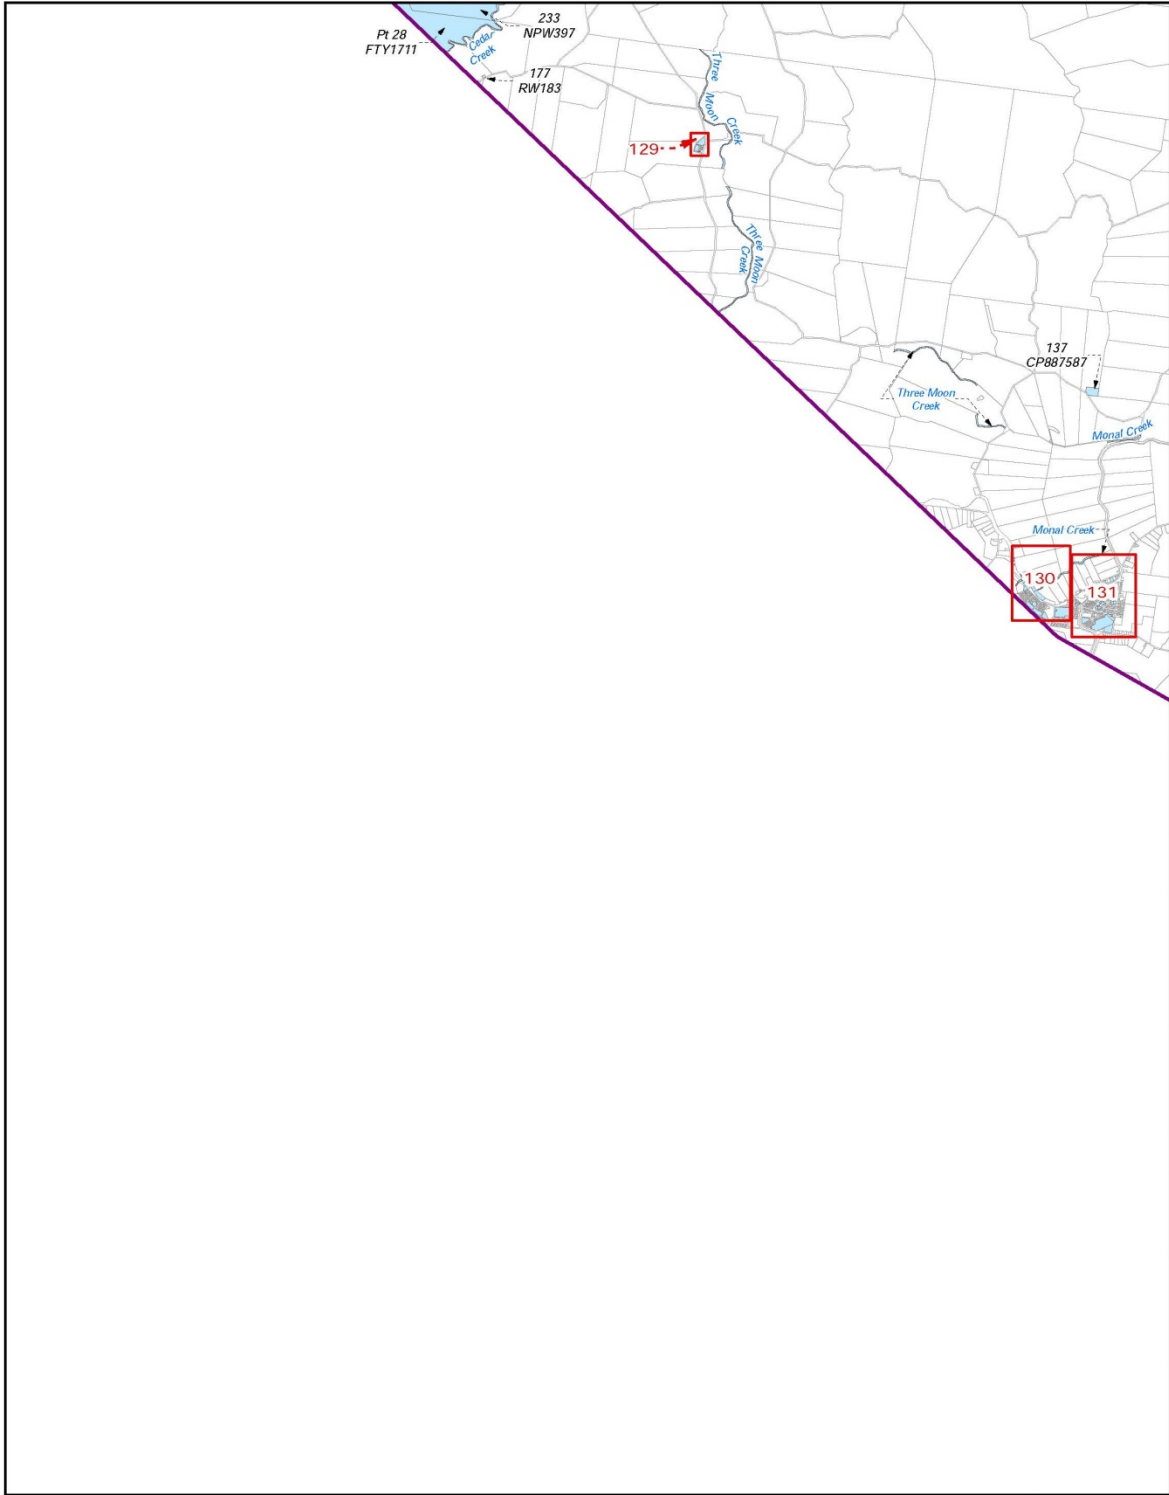 233
NPW397
Pt 28
FTY1711
Cedar
Creek
177
RW183
Three Moon Creek
129
Three Moon
Creek
137
CP887587
Three Moon
Creek
Monal Creek
Monal Creek
130
131